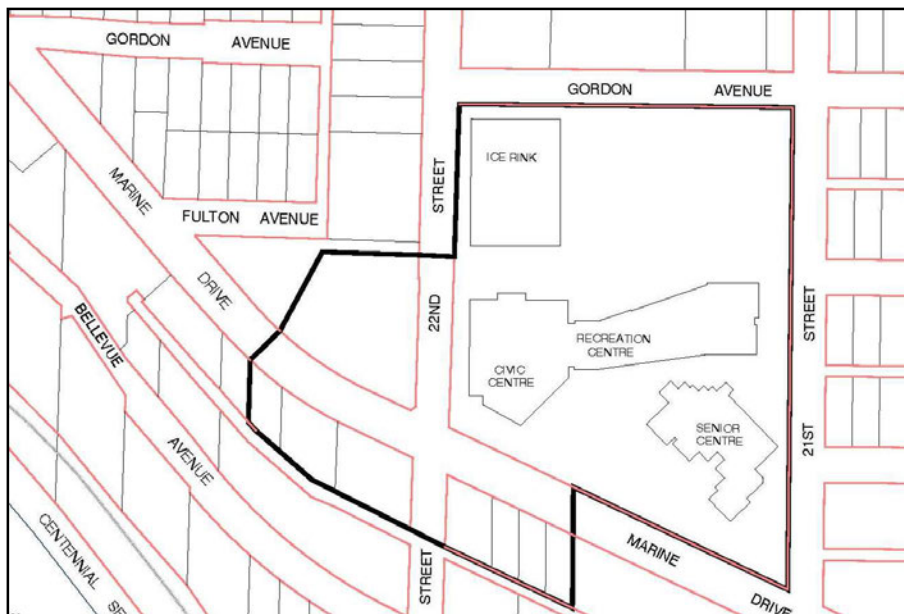 GORDON AVENUE
GORDON AVENUE
ICE RINK
MARINE
STREET
FULTON AVENUE
DRIVE
22ND
STREET
BELLEVUE
RECREATION
CENTRE
CIVIC
CENTRE
SENIOR
CENTRE
21ST
AVENUE
CENTENNIAL
MARINE
STREET
DRIVE